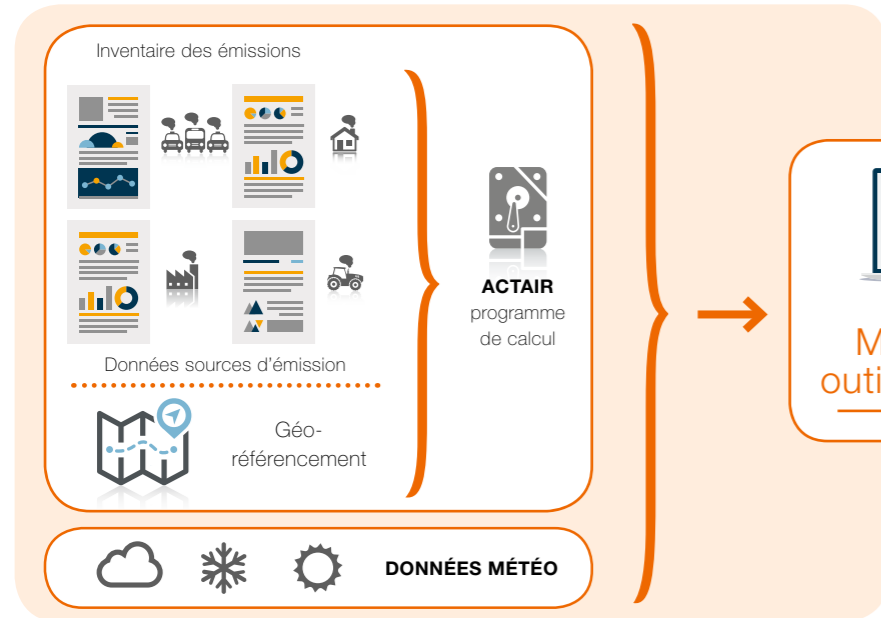 Inventaire des émissions
Données sources d'émission
Géo-
référencement
ACTAIR
programme
de calcul
DONNÉES MÉTÉO